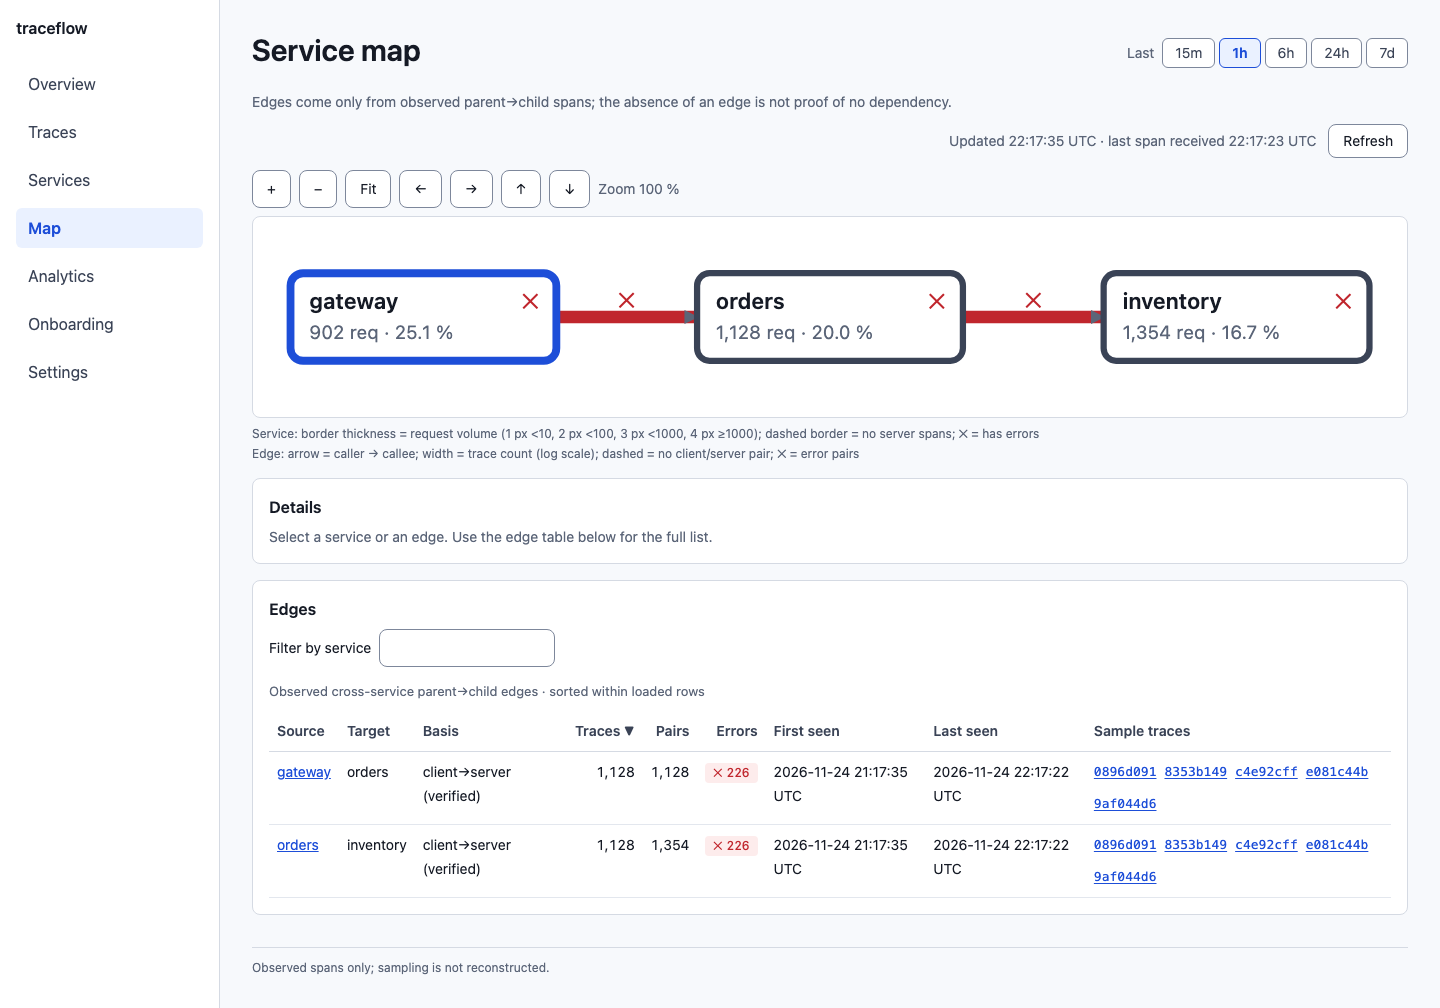 traceflow
Overview
Traces
Services
Map
Analytics
Onboarding
Settings
Service map
Last 15m 1h 6h 24h 7d
Edges come only from observed parent→child spans; the absence of an edge is not proof of no dependency.
Updated 22:17:35 UTC · last span received 22:17:23 UTC Refresh
+ − Fit ← → ↑ ↓ Zoom 100 %
gateway ✕ ✕ orders ✕ ✕ inventory ✕
902 req · 25.1 % 1,128 req · 20.0 % 1,354 req · 16.7 %
Service: border thickness = request volume (1 px <10, 2 px <100, 3 px <1000, 4 px ≥1000); dashed border = no server spans; ✕ = has errors
Edge: arrow = caller → callee; width = trace count (log scale); dashed = no client/server pair; ✕ = error pairs
Details
Select a service or an edge. Use the edge table below for the full list.
Edges
Filter by service
Observed cross-service parent→child edges · sorted within loaded rows
Source Target Basis Traces ▼ Pairs Errors First seen Last seen Sample traces
gateway orders client→server 1,128 1,128 ✕ 226 2026-11-24 21:17:35 2026-11-24 22:17:22 0896d091 8353b149 c4e92cff e081c44b
(verified) UTC UTC 9af044d6
orders inventory client→server 1,128 1,354 ✕ 226 2026-11-24 21:17:35 2026-11-24 22:17:22 0896d091 8353b149 c4e92cff e081c44b
(verified) UTC UTC 9af044d6
Observed spans only; sampling is not reconstructed.